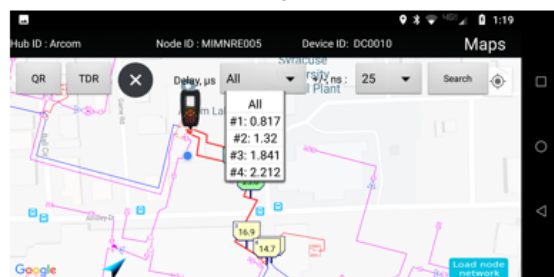 4G 1:19
Hub ID : Arcom
Node ID : MIMNRE005
Device ID: DC0010
Maps
QR
TDR
Delay, µs
All
+/-, ns :
25
Search
Syracuse
Plant
All
#1: 0.817
#2: 1.32
#3: 1.841
#4: 2.212
16.9
14.7
Google
Load node
network